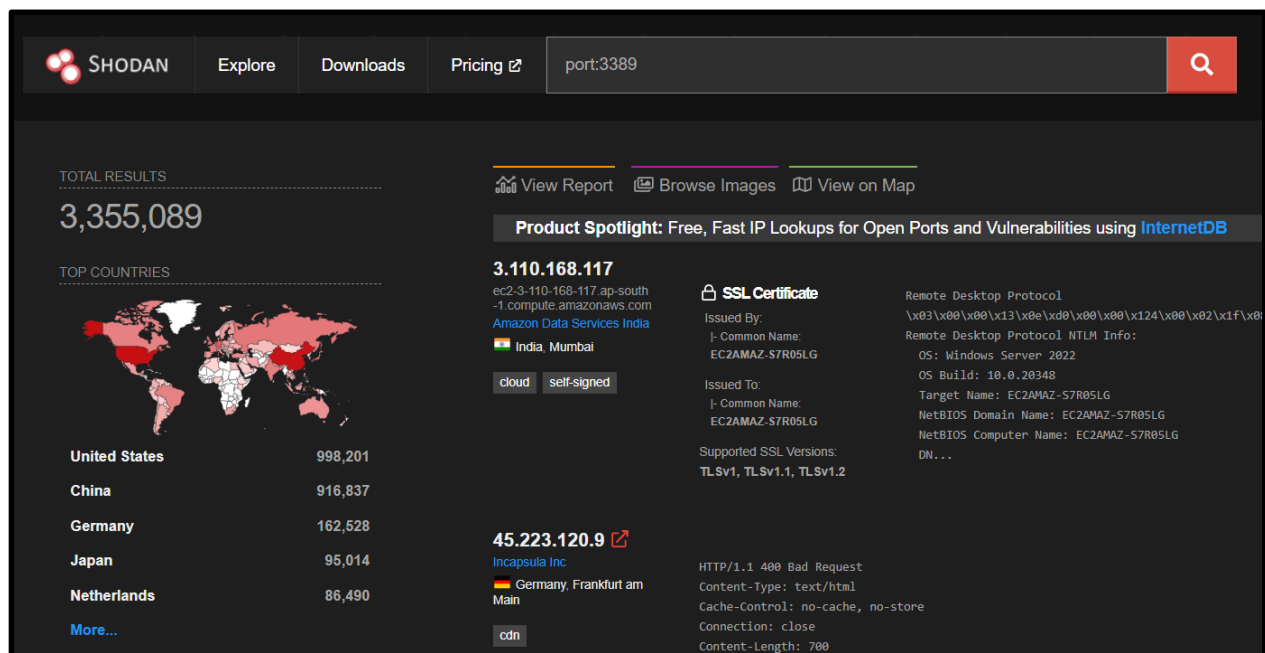 SHODAN Explore Downloads Pricing port:3389
TOTAL RESULTS
3,355,089
TOP COUNTRIES
United States 998,201
China 916,837
Germany 162,528
Japan 95,014
Netherlands 86,490
More...
View Report Browse Images View on Map
Product Spotlight: Free, Fast IP Lookups for Open Ports and Vulnerabilities using InternetDB
3.110.168.117
ec2-3-110-168-117.ap-south
-1.compute.amazonaws.com
Amazon Data Services India
India, Mumbai
cloud self-signed
SSL Certificate
Issued By:
|- Common Name:
EC2AMAZ-S7R05LG
Issued To:
|- Common Name:
EC2AMAZ-S7R05LG
Supported SSL Versions:
TLSv1, TLSv1.1, TLSv1.2
Remote Desktop Protocol
\x03\x00\x00\x13\x0e\xd0\x00\x00\x124\x00\x02\x1f\x08
Remote Desktop Protocol NTLM Info:
OS: Windows Server 2022
OS Build: 10.0.20348
Target Name: EC2AMAZ-S7R05LG
NetBIOS Domain Name: EC2AMAZ-S7R05LG
NetBIOS Computer Name: EC2AMAZ-S7R05LG
DN...
45.223.120.9
Incapsula Inc
Germany, Frankfurt am
Main
cdn
HTTP/1.1 400 Bad Request
Content-Type: text/html
Cache-Control: no-cache, no-store
Connection: close
Content-Length: 700